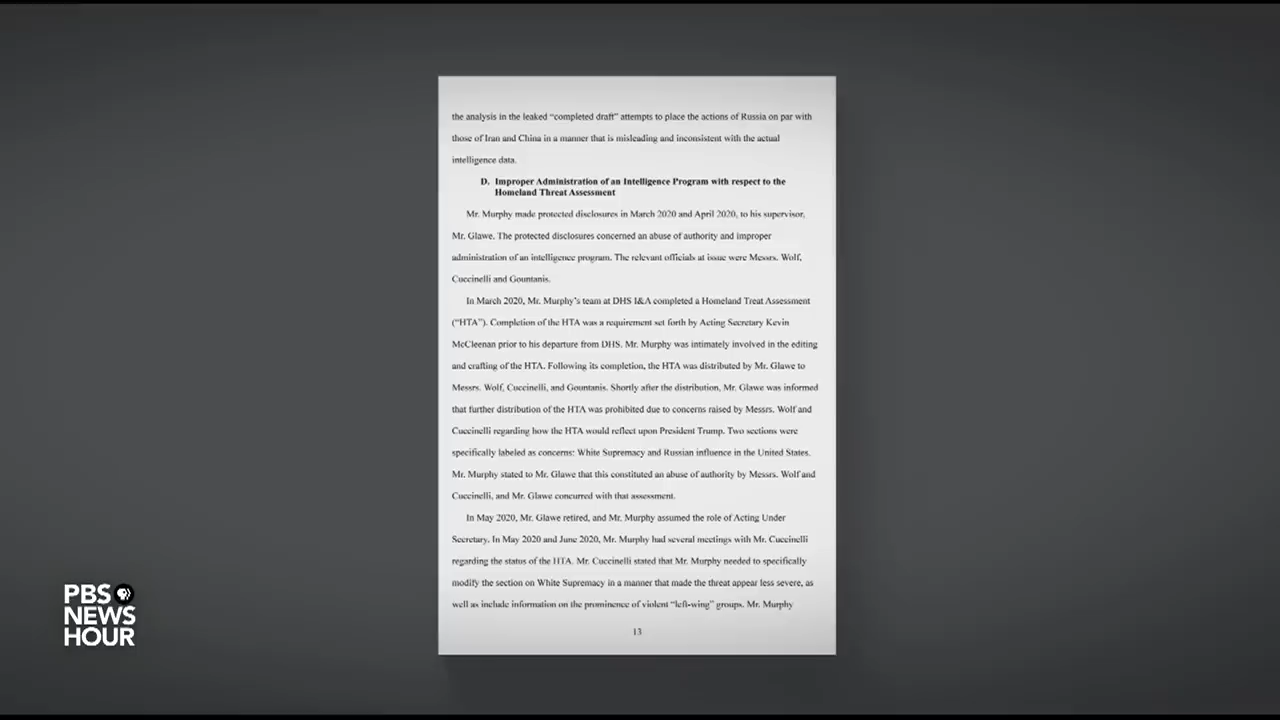 the analysis in the leaked “completed draft” attempts to place the actions of Russia on par with
those of Iran and China in a manner that is misleading and inconsistent with the actual
intelligence data.
D. Improper Administration of an Intelligence Program with respect to the
Homeland Threat Assessment
Mr. Murphy made protected disclosures in March 2020 and April 2020, to his supervisor,
Mr. Glawe. The protected disclosures concerned an abuse of authority and improper
administration of an intelligence program. The relevant officials at issue were Messrs. Wolf,
Cuccinelli and Gountanis.
In March 2020, Mr. Murphy’s team at DHS I&A completed a Homeland Treat Assessment
(“HTA”). Completion of the HTA was a requirement set forth by Acting Secretary Kevin
McCleenan prior to his departure from DHS. Mr. Murphy was intimately involved in the editing
and crafting of the HTA. Following its completion, the HTA was distributed by Mr. Glawe to
Messrs. Wolf, Cuccinelli, and Gountanis. Shortly after the distribution, Mr. Glawe was informed
that further distribution of the HTA was prohibited due to concerns raised by Messrs. Wolf and
Cuccinelli regarding how the HTA would reflect upon President Trump. Two sections were
specifically labeled as concerns: White Supremacy and Russian influence in the United States.
Mr. Murphy stated to Mr. Glawe that this constituted an abuse of authority by Messrs. Wolf and
Cuccinelli, and Mr. Glawe concurred with that assessment.
In May 2020, Mr. Glawe retired, and Mr. Murphy assumed the role of Acting Under
Secretary. In May 2020 and June 2020, Mr. Murphy had several meetings with Mr. Cuccinelli
regarding the status of the HTA. Mr. Cuccinelli stated that Mr. Murphy needed to specifically
modify the section on White Supremacy in a manner that made the threat appear less severe, as
well as include information on the prominence of violent “left-wing” groups. Mr. Murphy
13
PBS
NEWS
HOUR